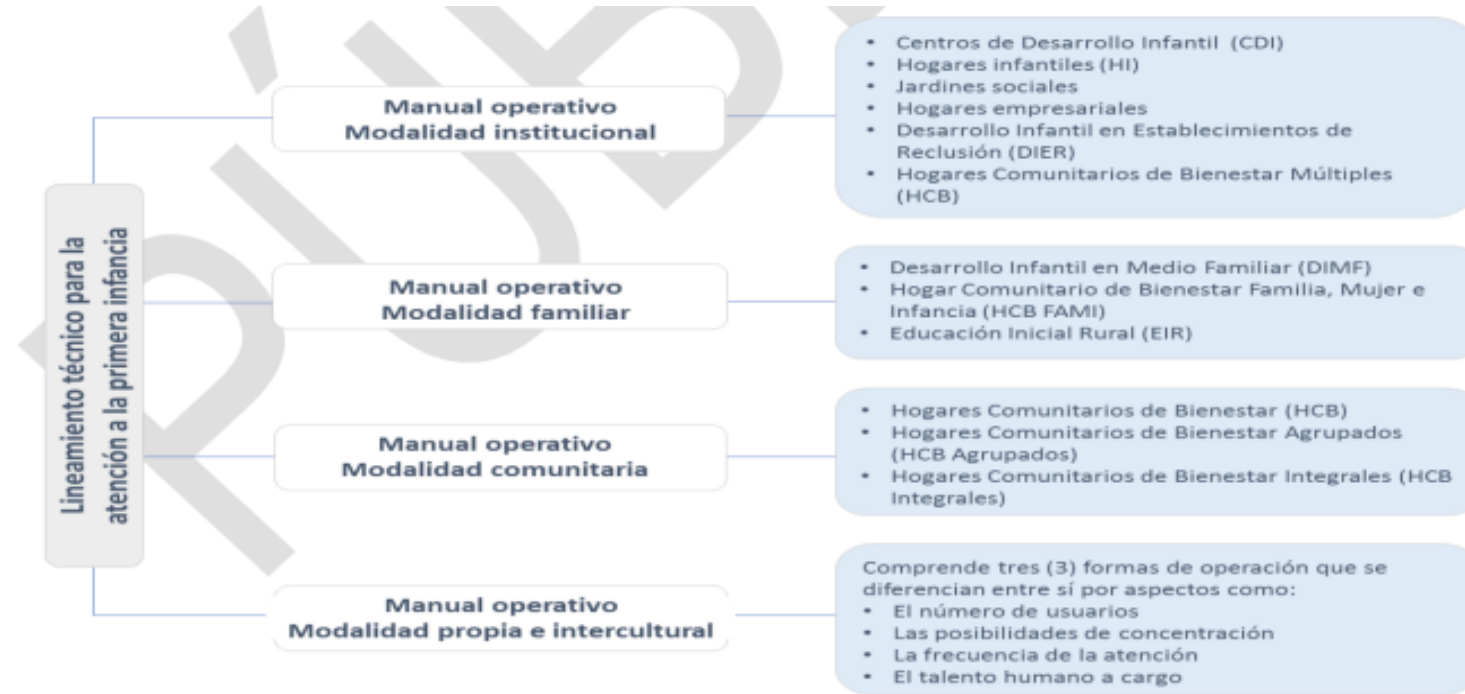 Lineamiento técnico para la
atención a la primera infancia
Manual operativo
Modalidad institucional
• Centros de Desarrollo Infantil (CDI)
• Hogares infantiles (HI)
• Jardines sociales
• Hogares empresariales
• Desarrollo Infantil en Establecimientos de
Reclusión (DIER)
• Hogares Comunitarios de Bienestar Múltiples
(HCB)
Manual operativo
Modalidad familiar
• Desarrollo Infantil en Medio Familiar (DIMF)
• Hogar Comunitario de Bienestar Familia, Mujer e
Infancia (HCB FAMI)
• Educación Inicial Rural (EIR)
Manual operativo
Modalidad comunitaria
• Hogares Comunitarios de Bienestar (HCB)
• Hogares Comunitarios de Bienestar Agrupados
(HCB Agrupados)
• Hogares Comunitarios de Bienestar Integrales (HCB
Integrales)
Manual operativo
Modalidad propia e intercultural
Comprende tres (3) formas de operación que se
diferencian entre sí por aspectos como:
• El número de usuarios
• Las posibilidades de concentración
• La frecuencia de la atención
• El talento humano a cargo